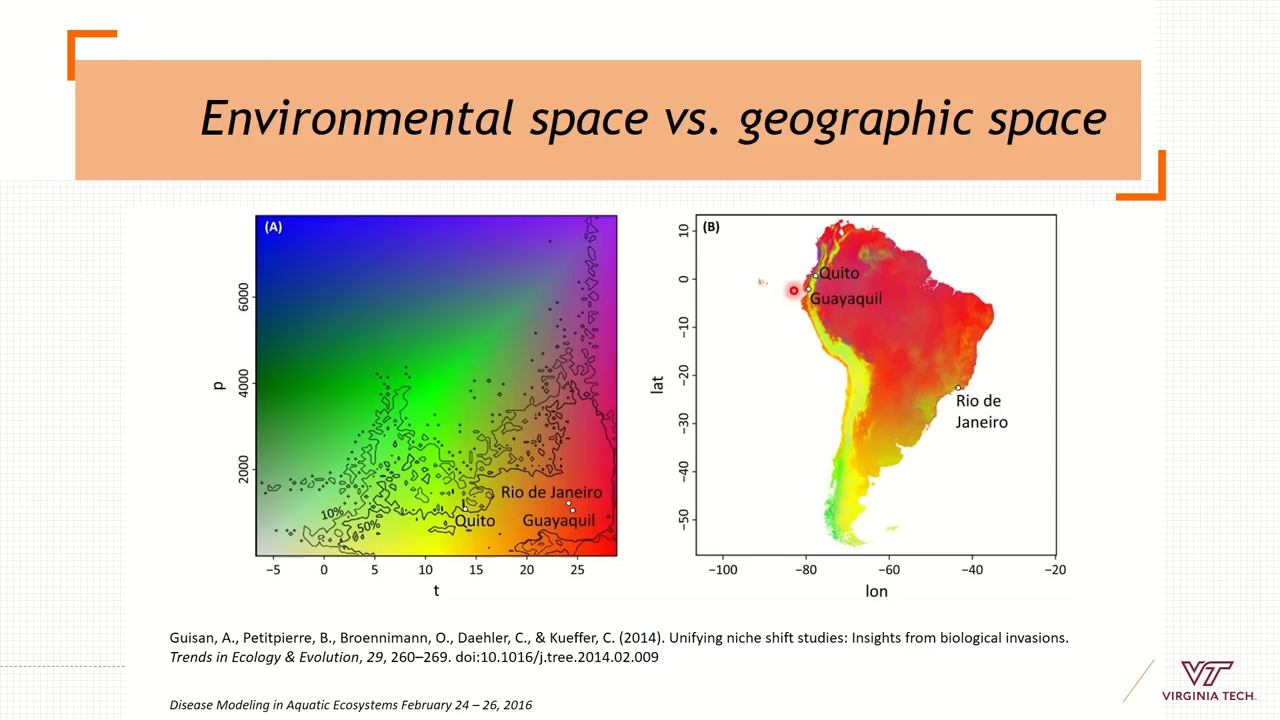 Environmental space vs. geographic space
(A)
p
6000
4000
2000
10%
50%
Rio de Janeiro
Quito
Guayaquil
−5 0 5 10 15 20 25
t
(B)
lat
10
0
−10
−20
−30
−40
−50
Quito
Guayaquil
Rio de
Janeiro
−100 −80 −60 −40 −20
lon
Guisan, A., Petitpierre, B., Broennimann, O., Daehler, C., & Kueffer, C. (2014). Unifying niche shift studies: Insights from biological invasions.
Trends in Ecology & Evolution, 29, 260–269. doi:10.1016/j.tree.2014.02.009
Disease Modeling in Aquatic Ecosystems February 24 – 26, 2016
VT
VIRGINIA TECH